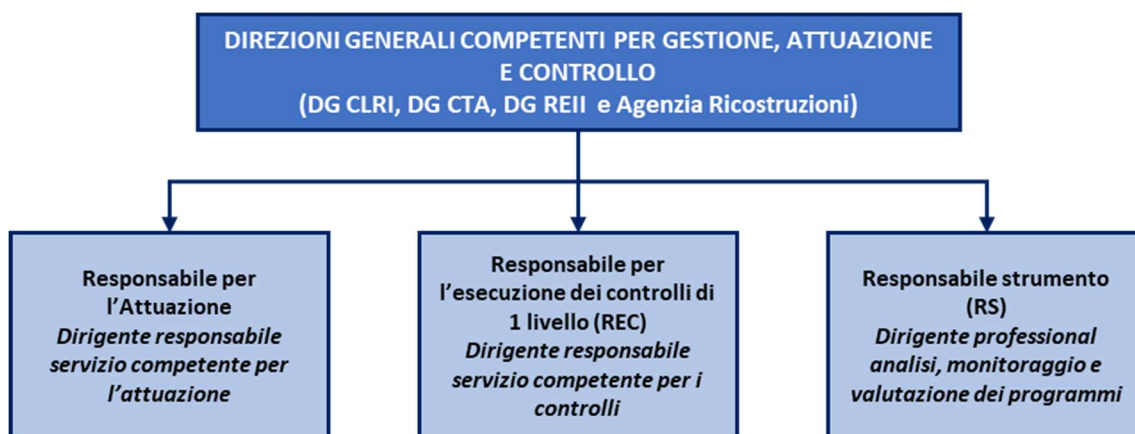 DIREZIONI GENERALI COMPETENTI PER GESTIONE, ATTUAZIONE
E CONTROLLO
(DG CLRI, DG CTA, DG REII e Agenzia Ricostruzioni)
Responsabile per
l'Attuazione
Dirigente responsabile
servizio competente per
l'attuazione
Responsabile per
l'esecuzione dei controlli di
1 livello (REC)
Dirigente responsabile
servizio competente per i
controlli
Responsabile strumento
(RS)
Dirigente professional
analisi, monitoraggio e
valutazione dei programmi